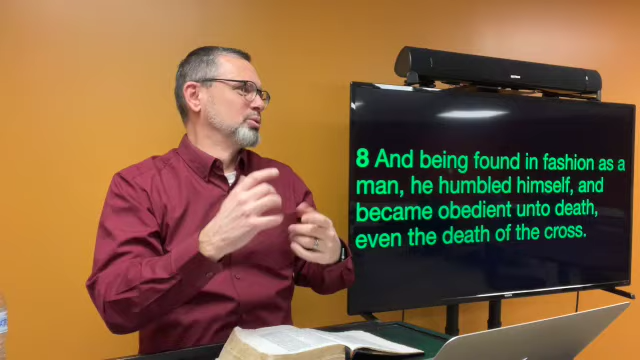 8 And being found in fashion as a
man, he humbled himself, and
became obedient unto death,
even the death of the cross.